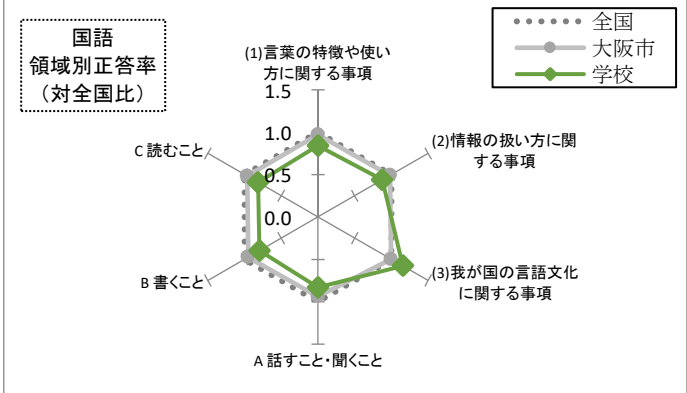 国語
領域別正答率
（対全国比）
全国
大阪市
学校
(1)言葉の特徴や使い
方に関する事項
1.5
1.0
0.5
0.0
(2)情報の扱い方に関
する事項
(3)我が国の言語文化
に関する事項
A 話すこと・聞くこと
B 書くこと
C 読むこと